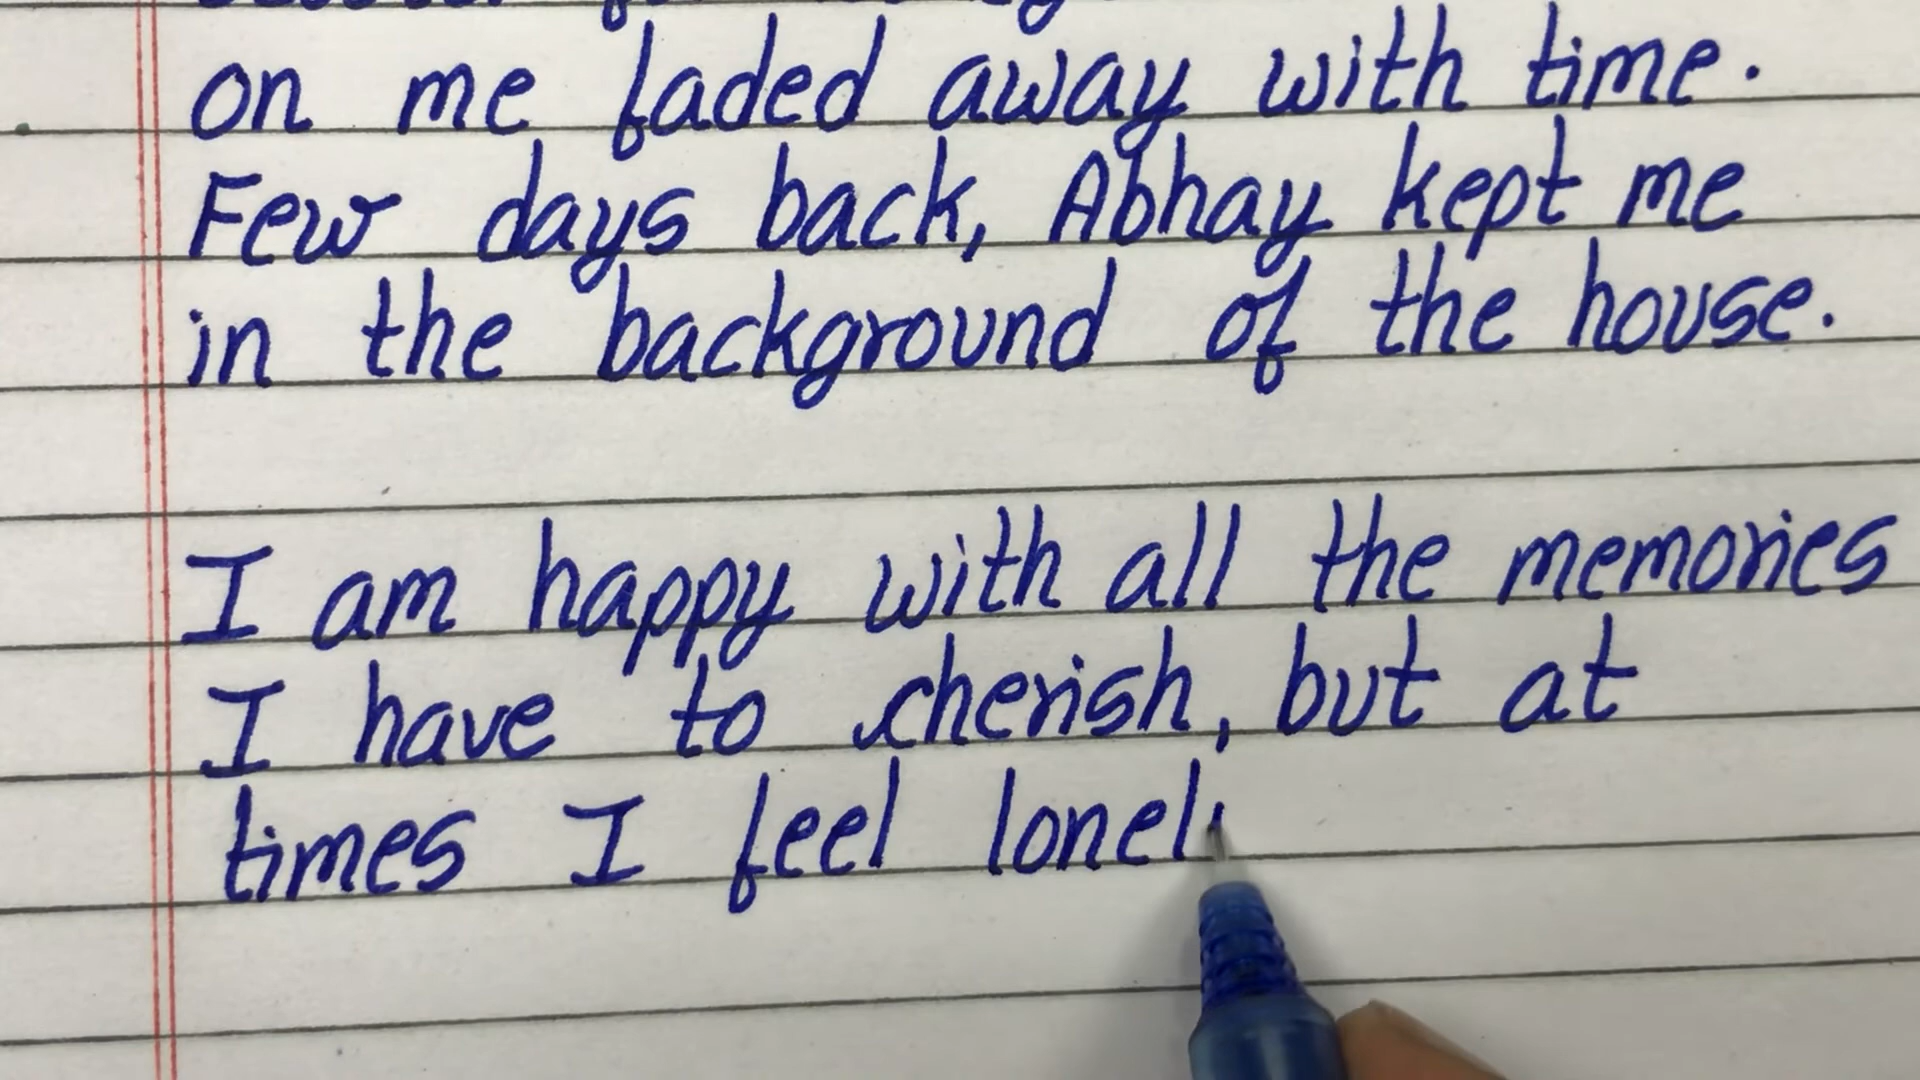 on me faded away with time.
Few days back, Abhay kept me
in the background of the house.
I am happy with all the memories
I have to cherish, but at
times I feel lonel